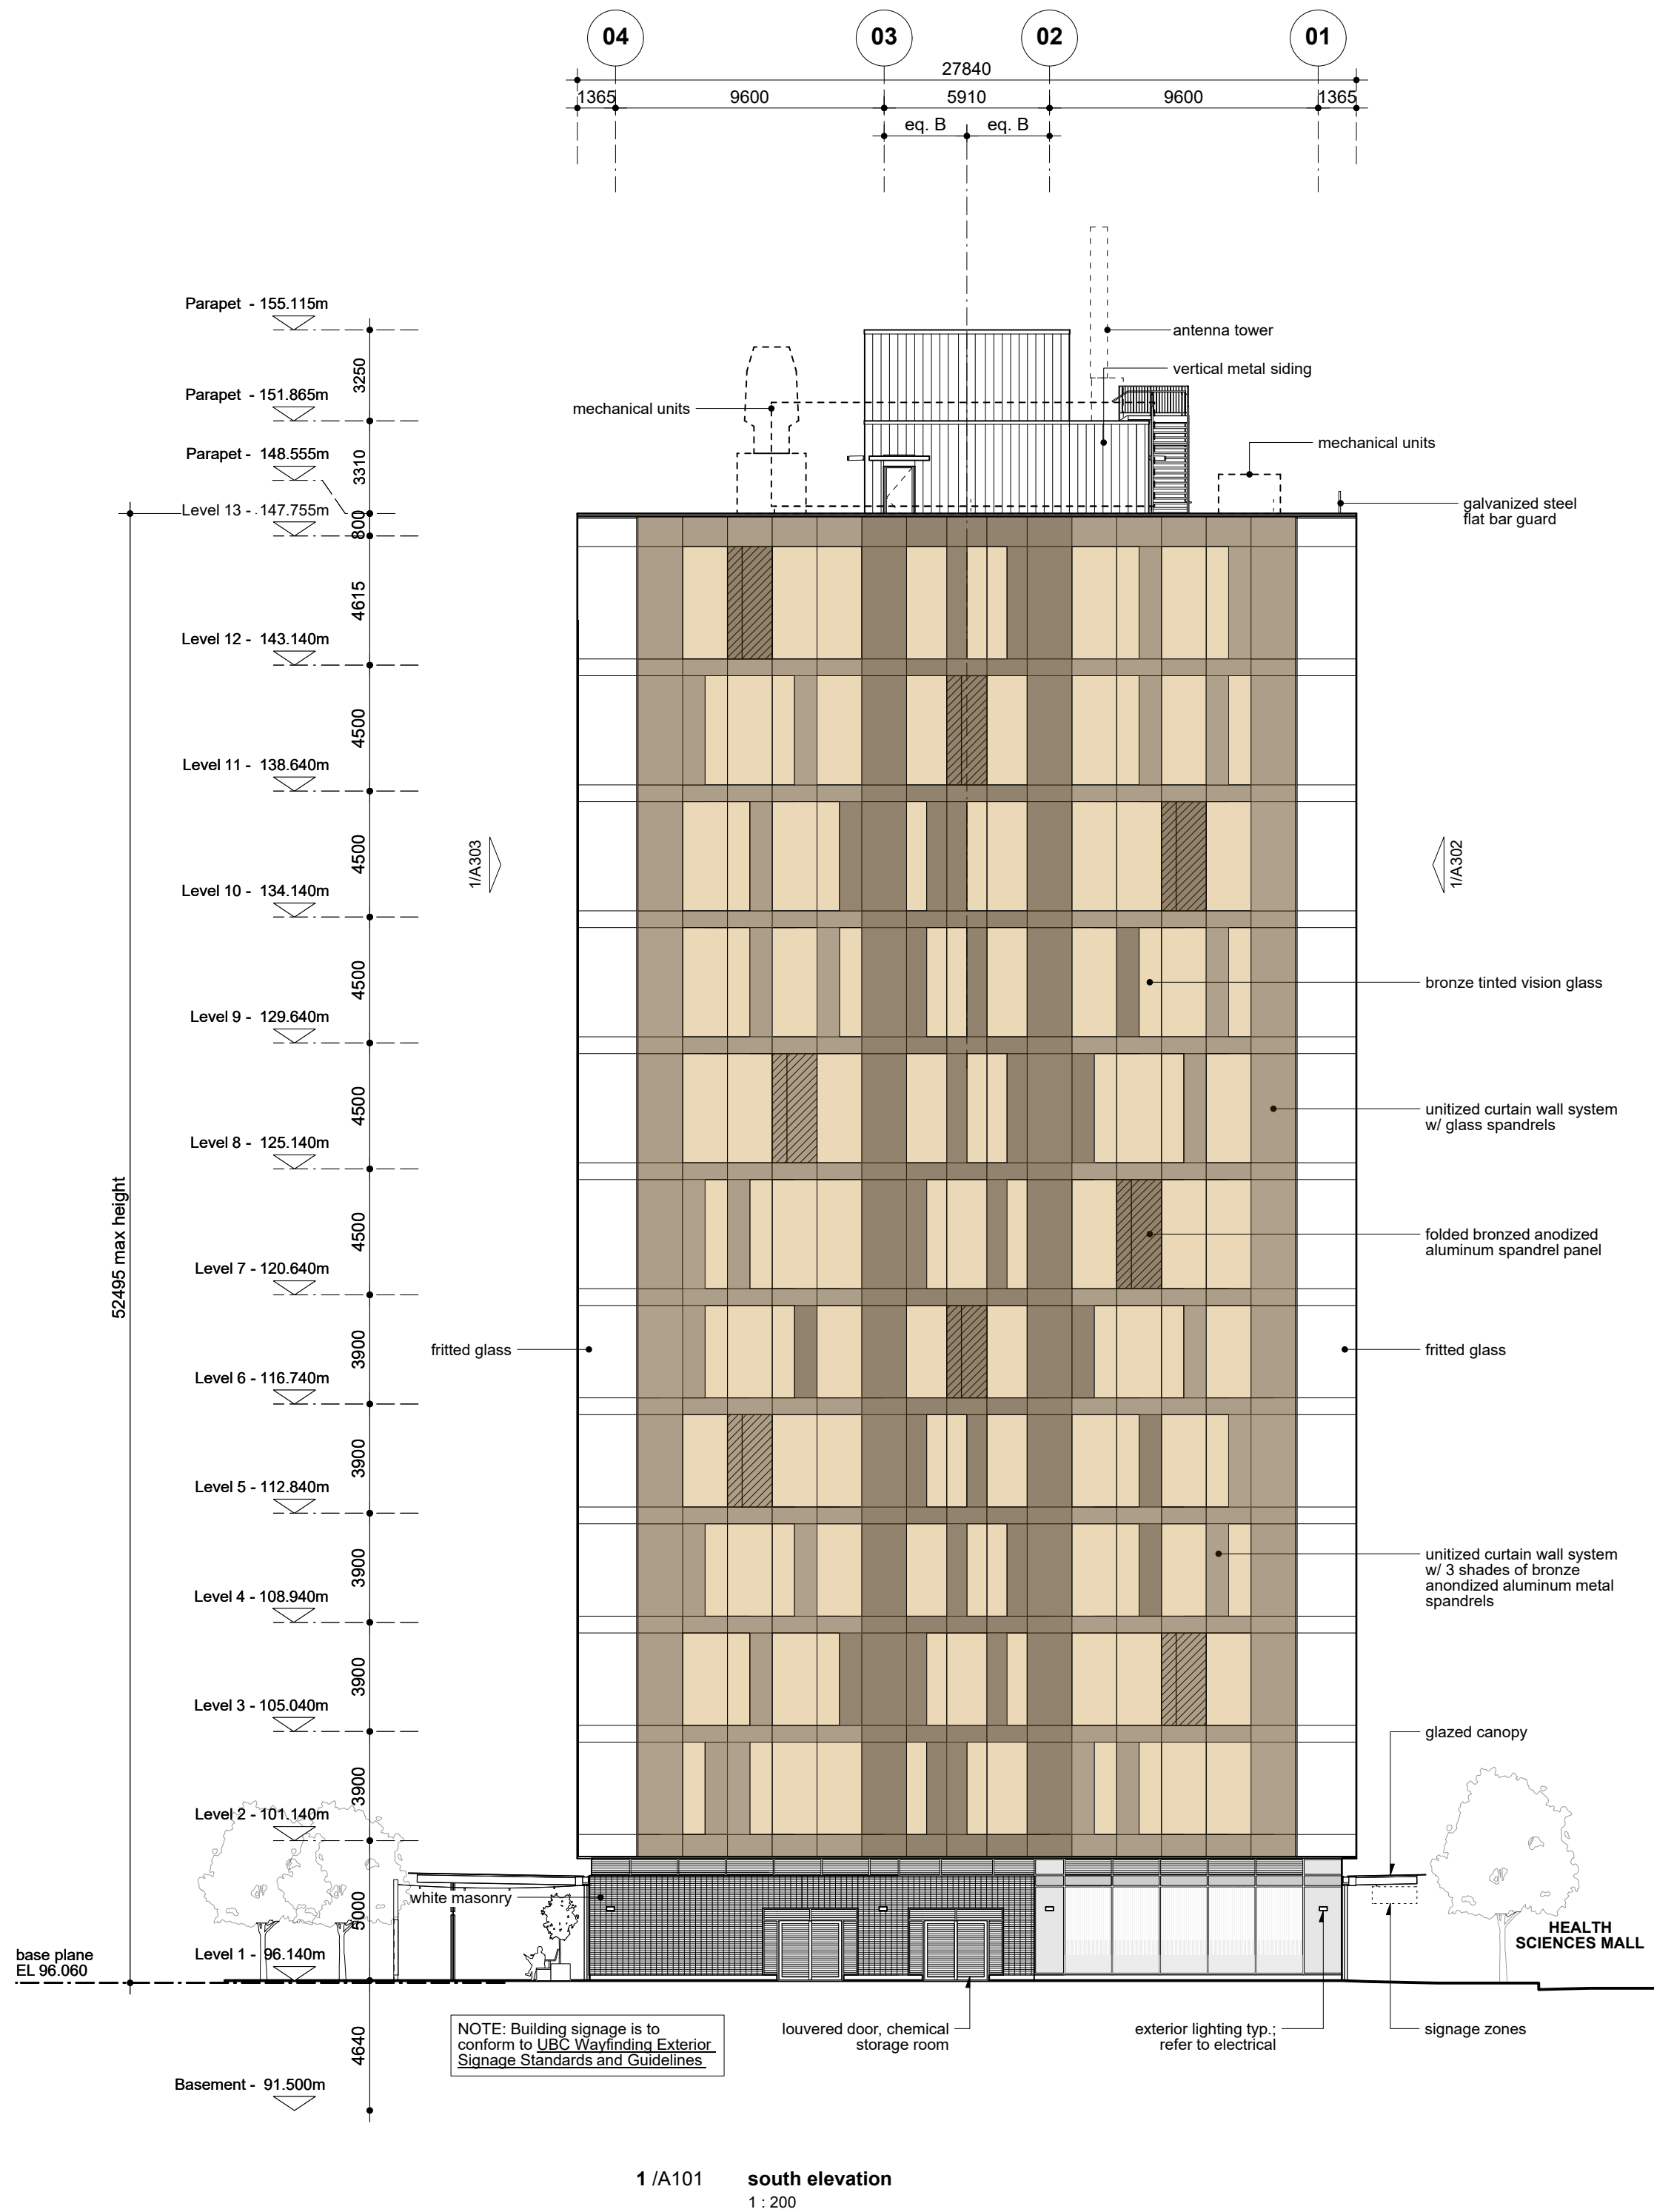 04 03 02 01
27840
1365 9600 5910 9600 1365
eq. B eq. B
Parapet - 155.115m
antenna tower
3250
vertical metal siding
Parapet - 151.865m
mechanical units
mechanical units
Parapet - 148.555m
3310
galvanized steel
flat bar guard
Level 13 - 147.755m
800
4615
Level 12 - 143.140m
4500
Level 11 - 138.640m
4500
1/A303
1/A302
Level 10 - 134.140m
4500
bronze tinted vision glass
Level 9 - 129.640m
4500
unitized curtain wall system
w/ glass spandrels
Level 8 - 125.140m
52495 max height
4500
folded bronzed anodized
aluminum spandrel panel
Level 7 - 120.640m
3900
fritted glass
fritted glass
Level 6 - 116.740m
3900
Level 5 - 112.840m
3900
unitized curtain wall system
w/ 3 shades of bronze
anondized aluminum metal
spandrels
Level 4 - 108.940m
3900
Level 3 - 105.040m
glazed canopy
3900
Level 2 - 101.140m
white masonry
5000
HEALTH
SCIENCES MALL
base plane
EL 96.060
Level 1 - 96.140m
NOTE: Building signage is to
conform to UBC Wayfinding Exterior
Signage Standards and Guidelines
louvered door, chemical
storage room
exterior lighting typ.;
refer to electrical
signage zones
4640
Basement - 91.500m
1 /A101 south elevation
1 : 200